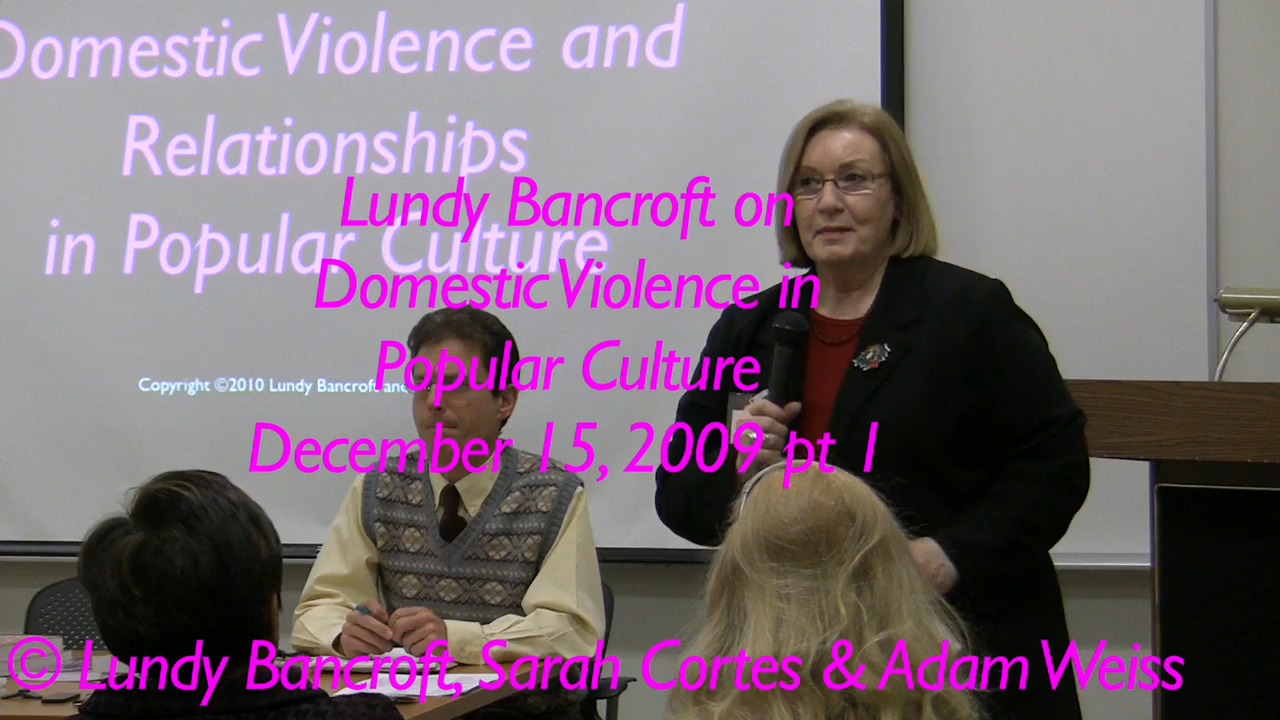 Domestic Violence and
Relationships
in Popular Culture
Copyright ©2010 Lundy Bancroft and
Lundy Bancroft on
Domestic Violence in
Popular Culture
December 15, 2009 pt 1
© Lundy Bancroft, Sarah Cortes & Adam Weiss